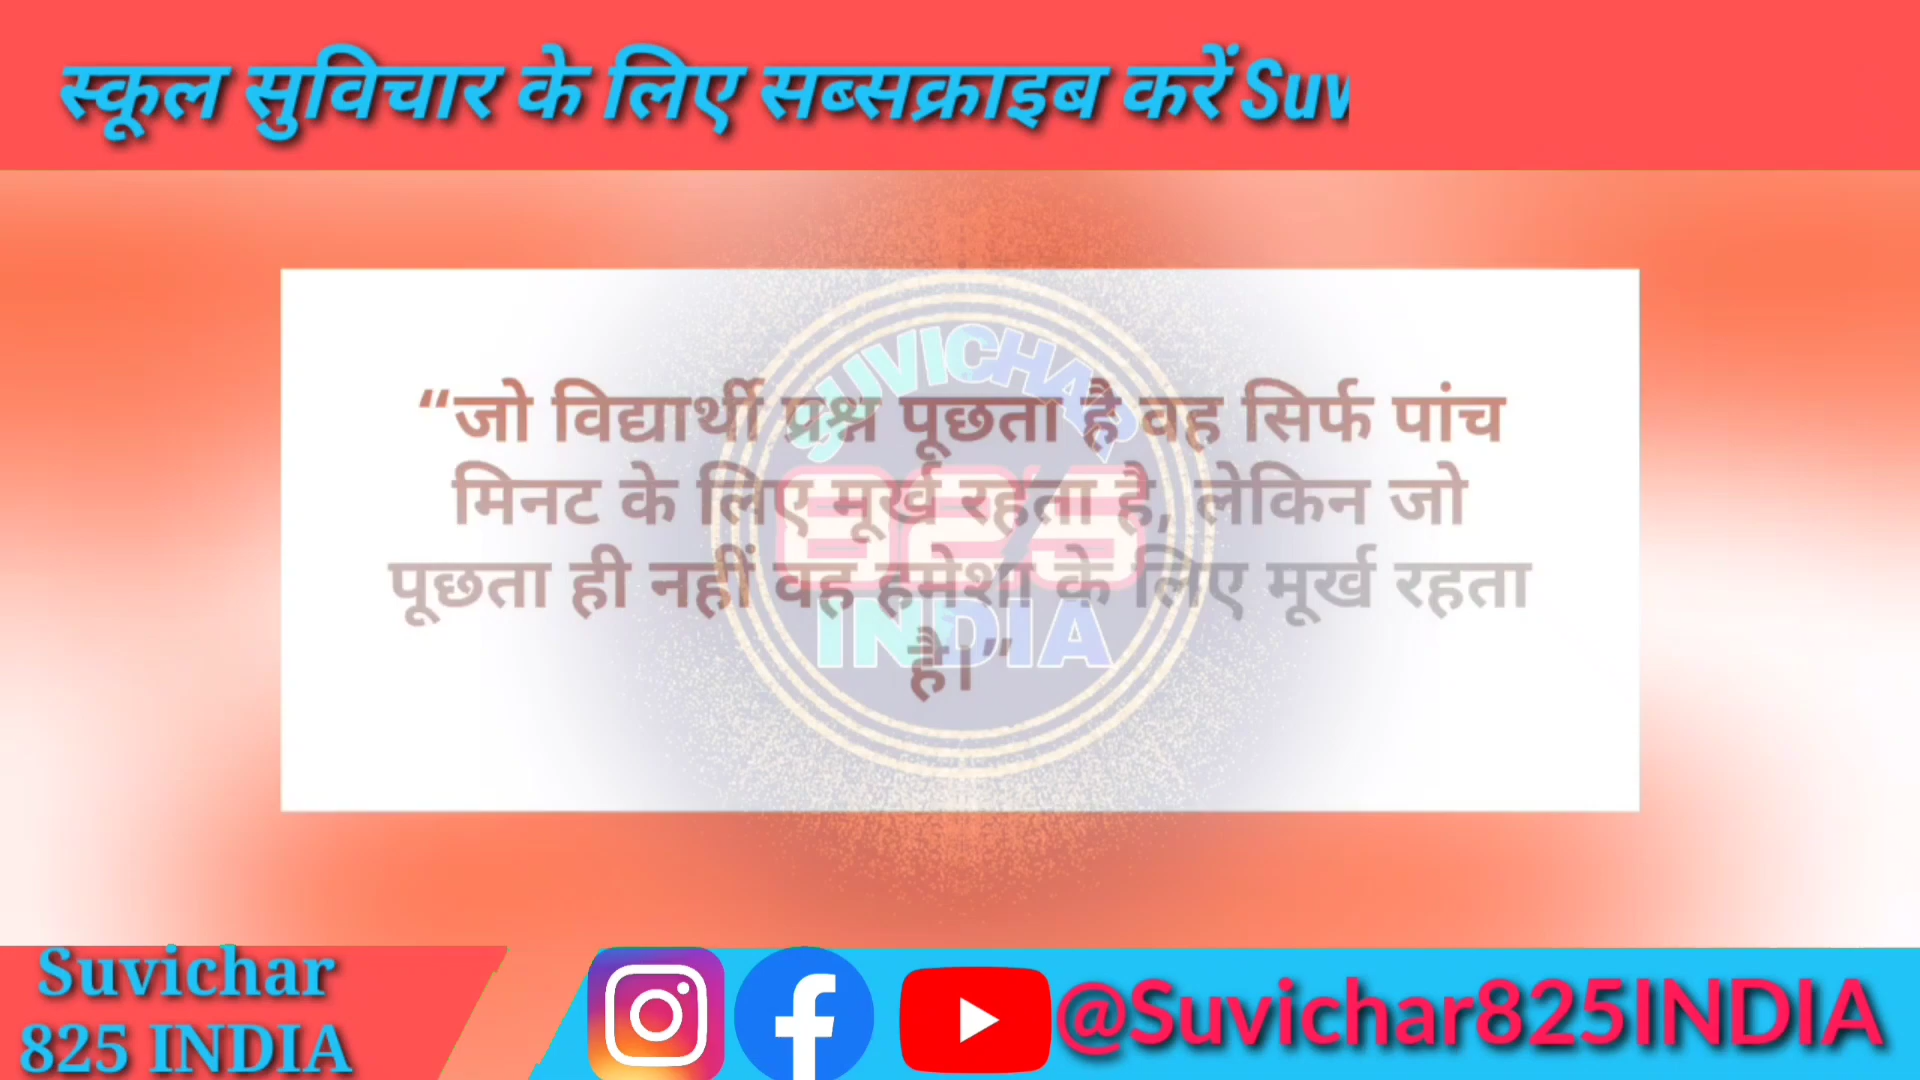 स्कूल सुविचार के लिए सब्सक्राइब करें Suv
“जो विद्यार्थी प्रश्न पूछता है वह सिर्फ पांच
मिनट के लिए मूर्ख रहता है, लेकिन जो
पूछता ही नहीं वह हमेशा के लिए मूर्ख रहता
है।”
SUVICHAR
825
INDIA
Suvichar
825 INDIA
@Suvichar825INDIA